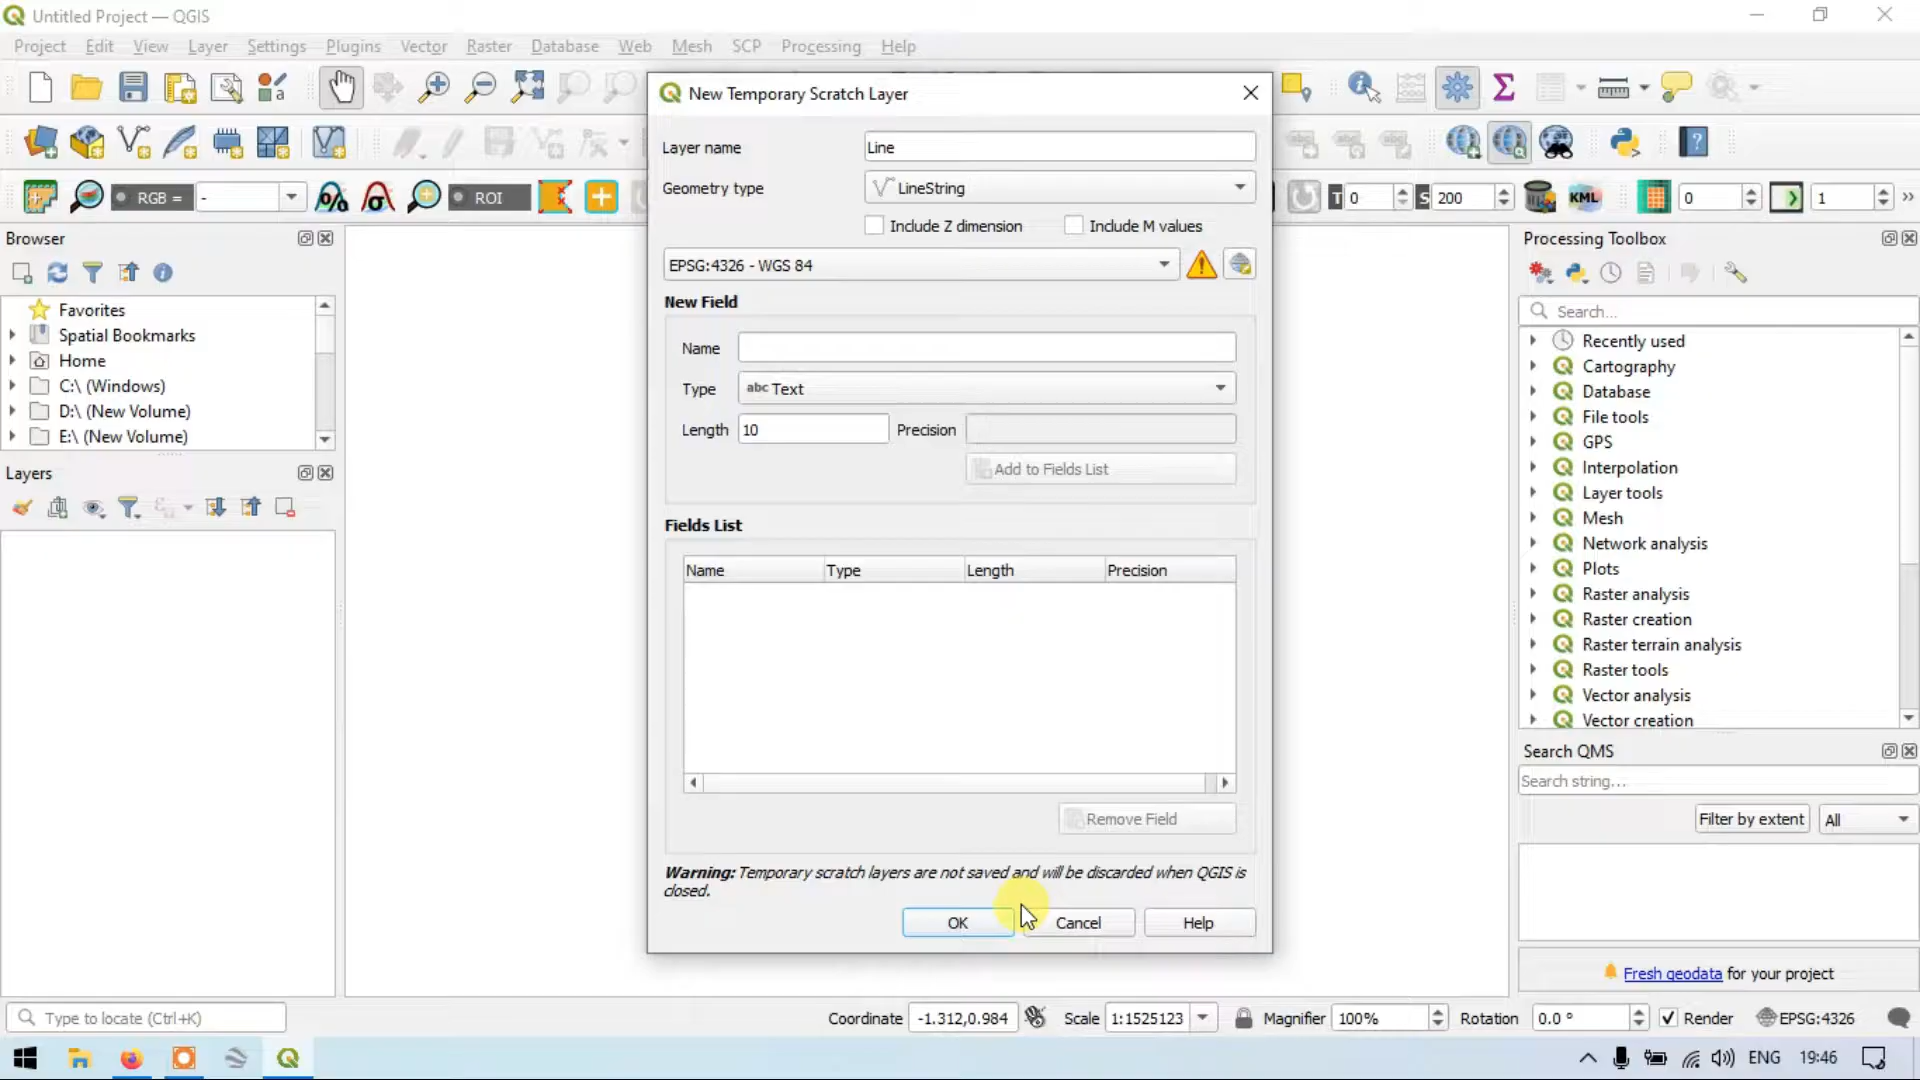 Untitled Project — QGIS
Project Edit View Layer Settings Plugins Vector Raster Database Web Mesh SCP Processing Help
New Temporary Scratch Layer
Layer name Line
Geometry type LineString
Include Z dimension Include M values
EPSG:4326 - WGS 84
New Field
Name
Type abc Text
Length 10 Precision
Add to Fields List
Fields List
Name Type Length Precision
Remove Field
Warning: Temporary scratch layers are not saved and will be discarded when QGIS is
closed.
OK Cancel Help
RGB = - ROI
T 0 S 200 KML 0 1 »
Browser
Favorites
Spatial Bookmarks
Home
C:\ (Windows)
D:\ (New Volume)
E:\ (New Volume)
Layers
Processing Toolbox
Search...
Recently used
Cartography
Database
File tools
GPS
Interpolation
Layer tools
Mesh
Network analysis
Plots
Raster analysis
Raster creation
Raster terrain analysis
Raster tools
Vector analysis
Vector creation
Search QMS
Search string...
Filter by extent All
Fresh geodata for your project
Type to locate (Ctrl+K) Coordinate -1.312,0.984 Scale 1:1525123 Magnifier 100% Rotation 0.0 ° Render EPSG:4326
ENG 19:46